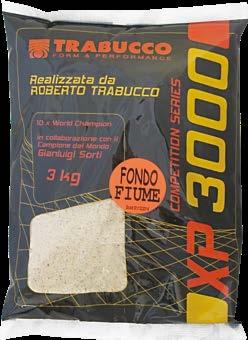 TRABUCCO
FORM & PERFORMANCE
Realizzata da
ROBERTO TRABUCCO
10 x World Champion
in collaborazione con il
Campione del Mondo
Gianluigi Sorti
3 kg
FONDO
FIUME
XP 3000
COMPETITION SERIES